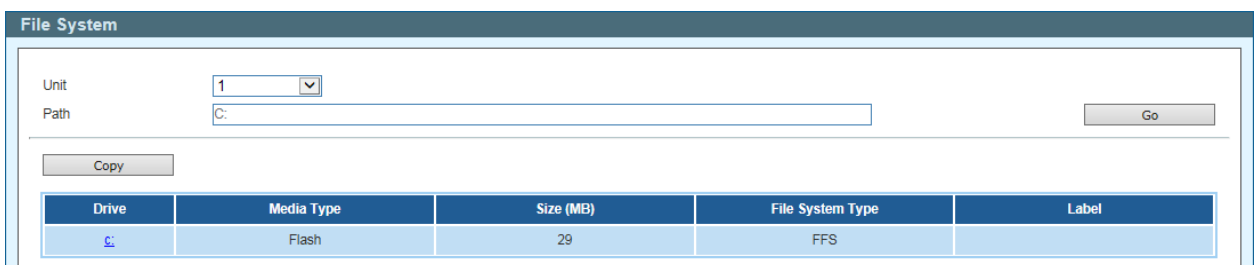 File System
Unit 1
Path C: Go
Copy
Drive Media Type Size (MB) File System Type Label
c: Flash 29 FFS